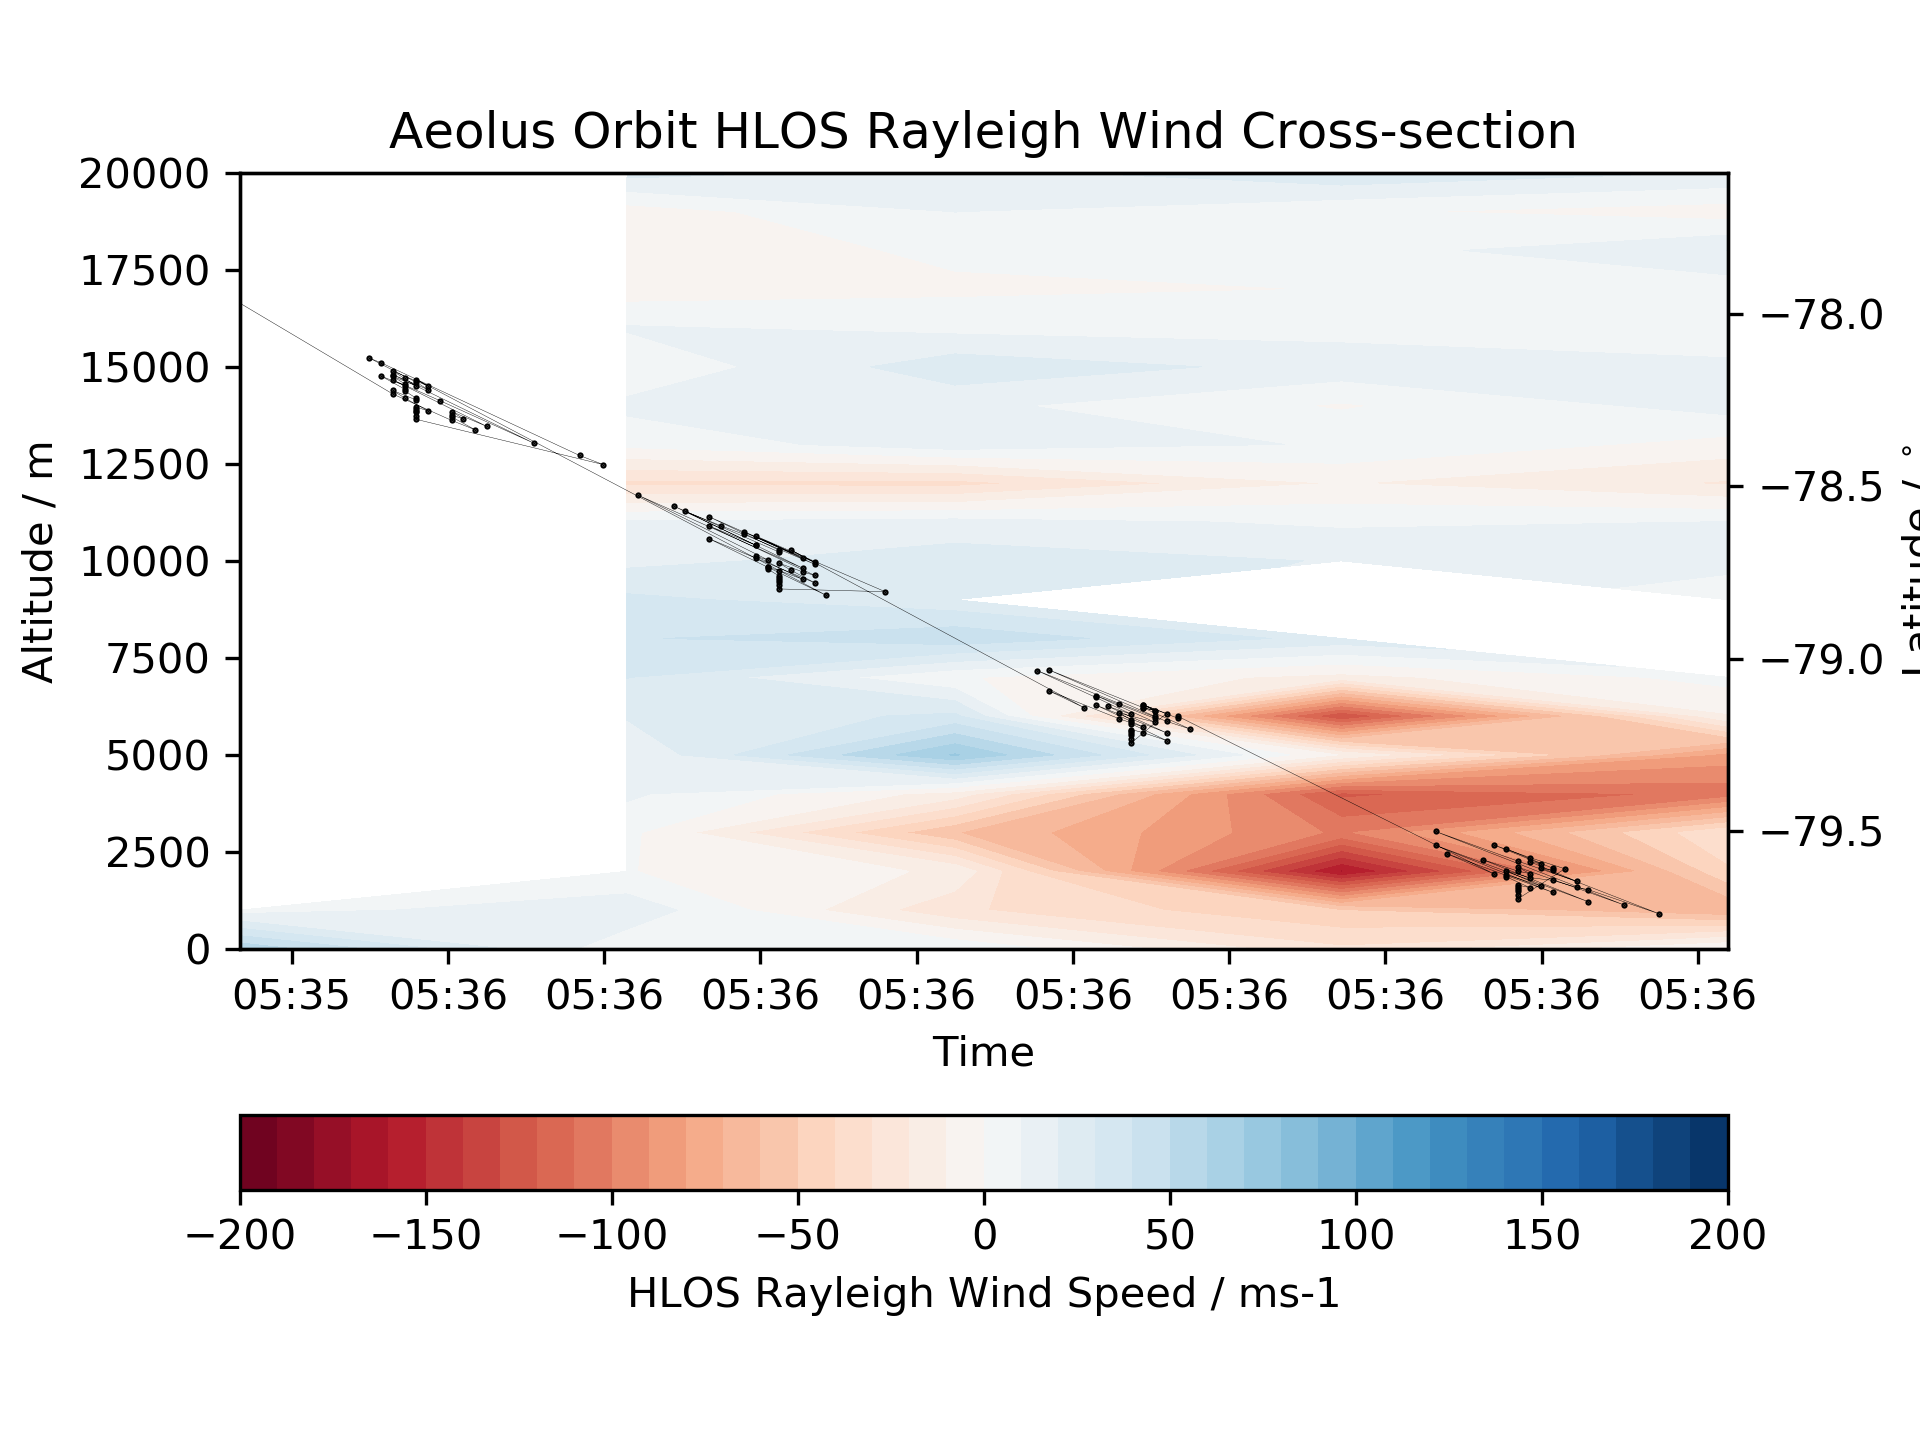 Aeolus Orbit HLOS Rayleigh Wind Cross-section
20000
17500
15000
12500
10000
7500
5000
2500
0
Altitude / m
−78.0
−78.5
−79.0
−79.5
Latitude / °
05:35 05:36 05:36 05:36 05:36 05:36 05:36 05:36 05:36 05:36
Time
−200 −150 −100 −50 0 50 100 150 200
HLOS Rayleigh Wind Speed / ms-1